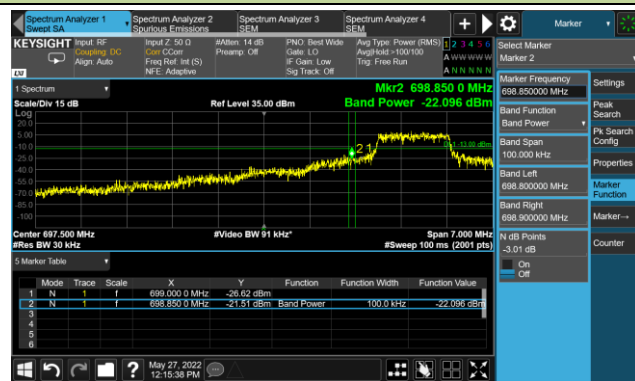 Spectrum Analyzer 1
Swept SA
Spectrum Analyzer 2
Spurious Emissions
Spectrum Analyzer 3
SEM
Spectrum Analyzer 4
SEM
+
Marker
KEYSIGHT
LXI
Input: RF
Coupling: DC
Align: Auto
Input Z: 50 Ω
Corr CCorr
Freq Ref: Int (S)
NFE: Adaptive
#Atten: 14 dB
Preamp: Off
PNO: Best Wide
Gate: LO
IF Gain: Low
Sig Track: Off
Avg Type: Power (RMS)
Avg|Hold:>100/100
Trig: Free Run
1 2 3 4 5 6
A W W W W W
A N N N N N
Select Marker
Marker 2
1 Spectrum
Scale/Div 15 dB
Log
Ref Level 35.00 dBm
Mkr2 698.850 0 MHz
Band Power -22.096 dBm
20.0
5.00
-10.0
-25.0
-40.0
-55.0
-70.0
-85.0
-100
2 1
DL1 -13.00 dBm
Center 697.500 MHz
#Res BW 30 kHz
#Video BW 91 kHz*
Span 7.000 MHz
#Sweep 100 ms (2001 pts)
5 Marker Table
Mode Trace Scale X Y Function Function Width Function Value
1 N 1 f 699.000 0 MHz -26.62 dBm
2 N 1 f 698.850 0 MHz -21.51 dBm Band Power 100.0 kHz -22.096 dBm
3
4
5
6
Marker Frequency
698.850000 MHz
Band Function
Band Power
Band Span
100.000 kHz
Band Left
698.800000 MHz
Band Right
698.900000 MHz
N dB Points
-3.01 dB
On
Off
Settings
Peak
Search
Pk Search
Config
Properties
Marker
Function
Marker→
Counter
?
May 27, 2022
12:15:38 PM